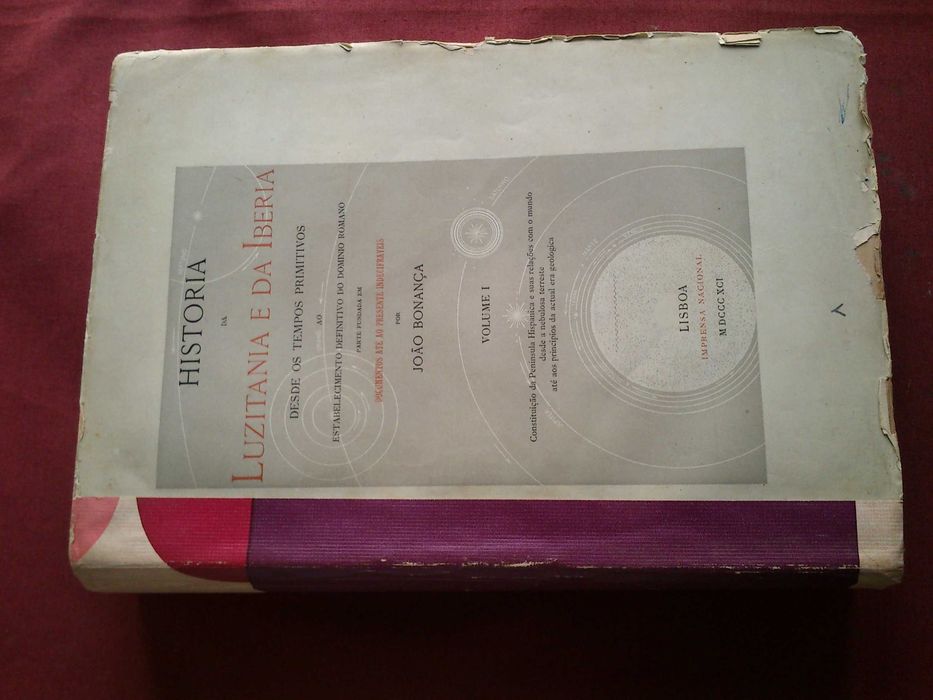 HISTORIA
DA
LUZITANIA E DA IBERIA
DESDE OS TEMPOS PRIMITIVOS
AO
ESTABELECIMENTO DEFINITIVO DO DOMINIO ROMANO
PARTE FUNDADA EM
DOCUMENTOS ATÉ AO PRESENTE INDECIFRAVEIS
POR
JOÃO BONANÇA
VOLUME I
Constituição da Peninsula Hispanica e suas relações com o mundo
desde a nebulosa terreste
até aos principios da actual era geologica
LISBOA
IMPRENSA NACIONAL
M DCCC XCI